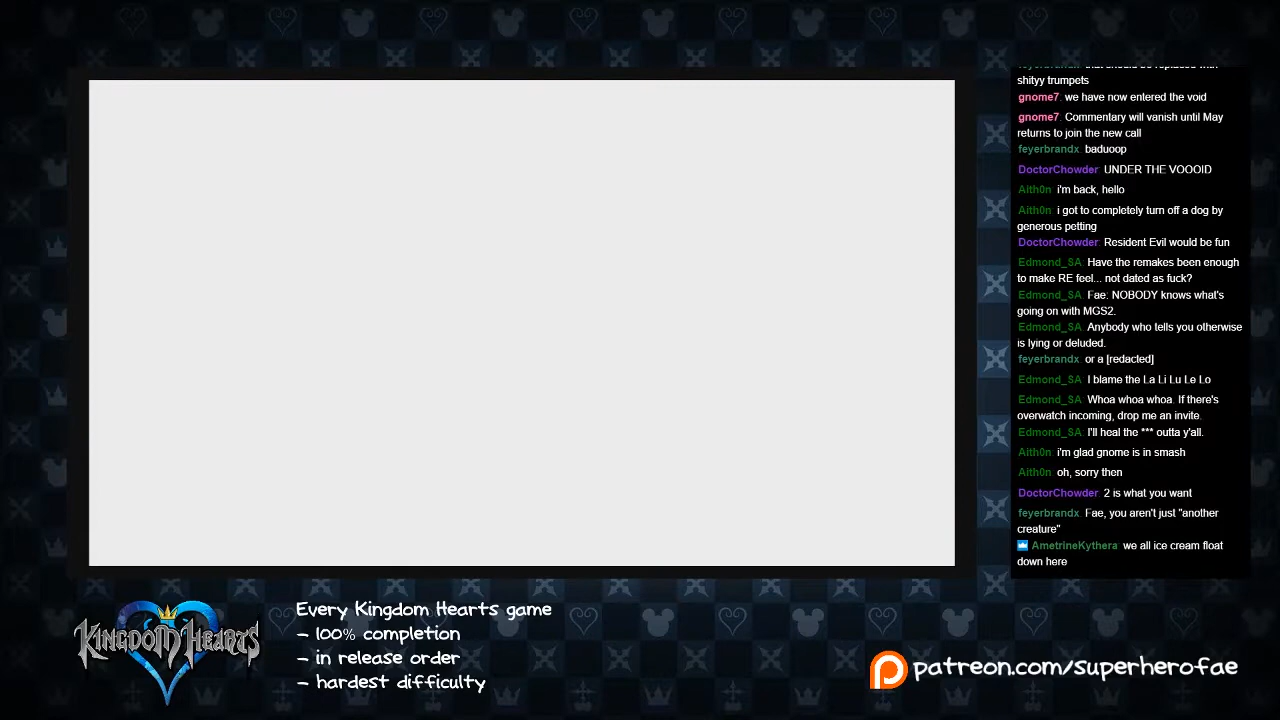 shityy trumpets
gnome7: we have now entered the void
gnome7: Commentary will vanish until May
returns to join the new call
feyerbrandx: baduoop
DoctorChowder: UNDER THE VOOOID
Aith0n: i'm back, hello
Aith0n: i got to completely turn off a dog by
generous petting
DoctorChowder: Resident Evil would be fun
Edmond_SA: Have the remakes been enough
to make RE feel... not dated as fuck?
Edmond_SA: Fae: NOBODY knows what's
going on with MGS2.
Edmond_SA: Anybody who tells you otherwise
is lying or deluded.
feyerbrandx: or a [redacted]
Edmond_SA: I blame the La Li Lu Le Lo
Edmond_SA: Whoa whoa whoa. If there's
overwatch incoming, drop me an invite.
Edmond_SA: I'll heal the *** outta y'all.
Aith0n: i'm glad gnome is in smash
Aith0n: oh, sorry then
DoctorChowder: 2 is what you want
feyerbrandx: Fae, you aren't just "another
creature"
AmetrineKythera: we all ice cream float
down here
KINGDOM HEARTS
Every Kingdom Hearts game
- 100% completion
- in release order
- hardest difficulty
patreon.com/superherofae